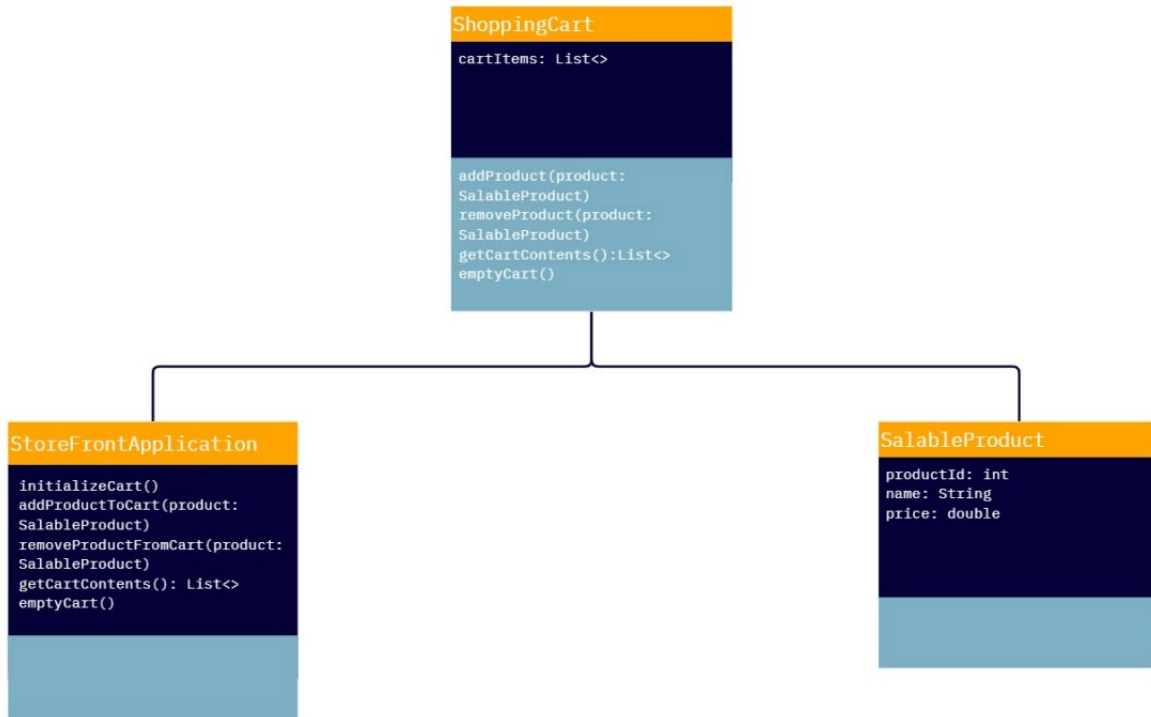 ShoppingCart
cartItems: List<>
addProduct(product:
SalableProduct)
removeProduct(product:
SalableProduct)
getCartContents():List<>
emptyCart()
StoreFrontApplication
initializeCart()
addProductToCart(product:
SalableProduct)
removeProductFromCart(product:
SalableProduct)
getCartContents(): List<>
emptyCart()
SalableProduct
productId: int
name: String
price: double